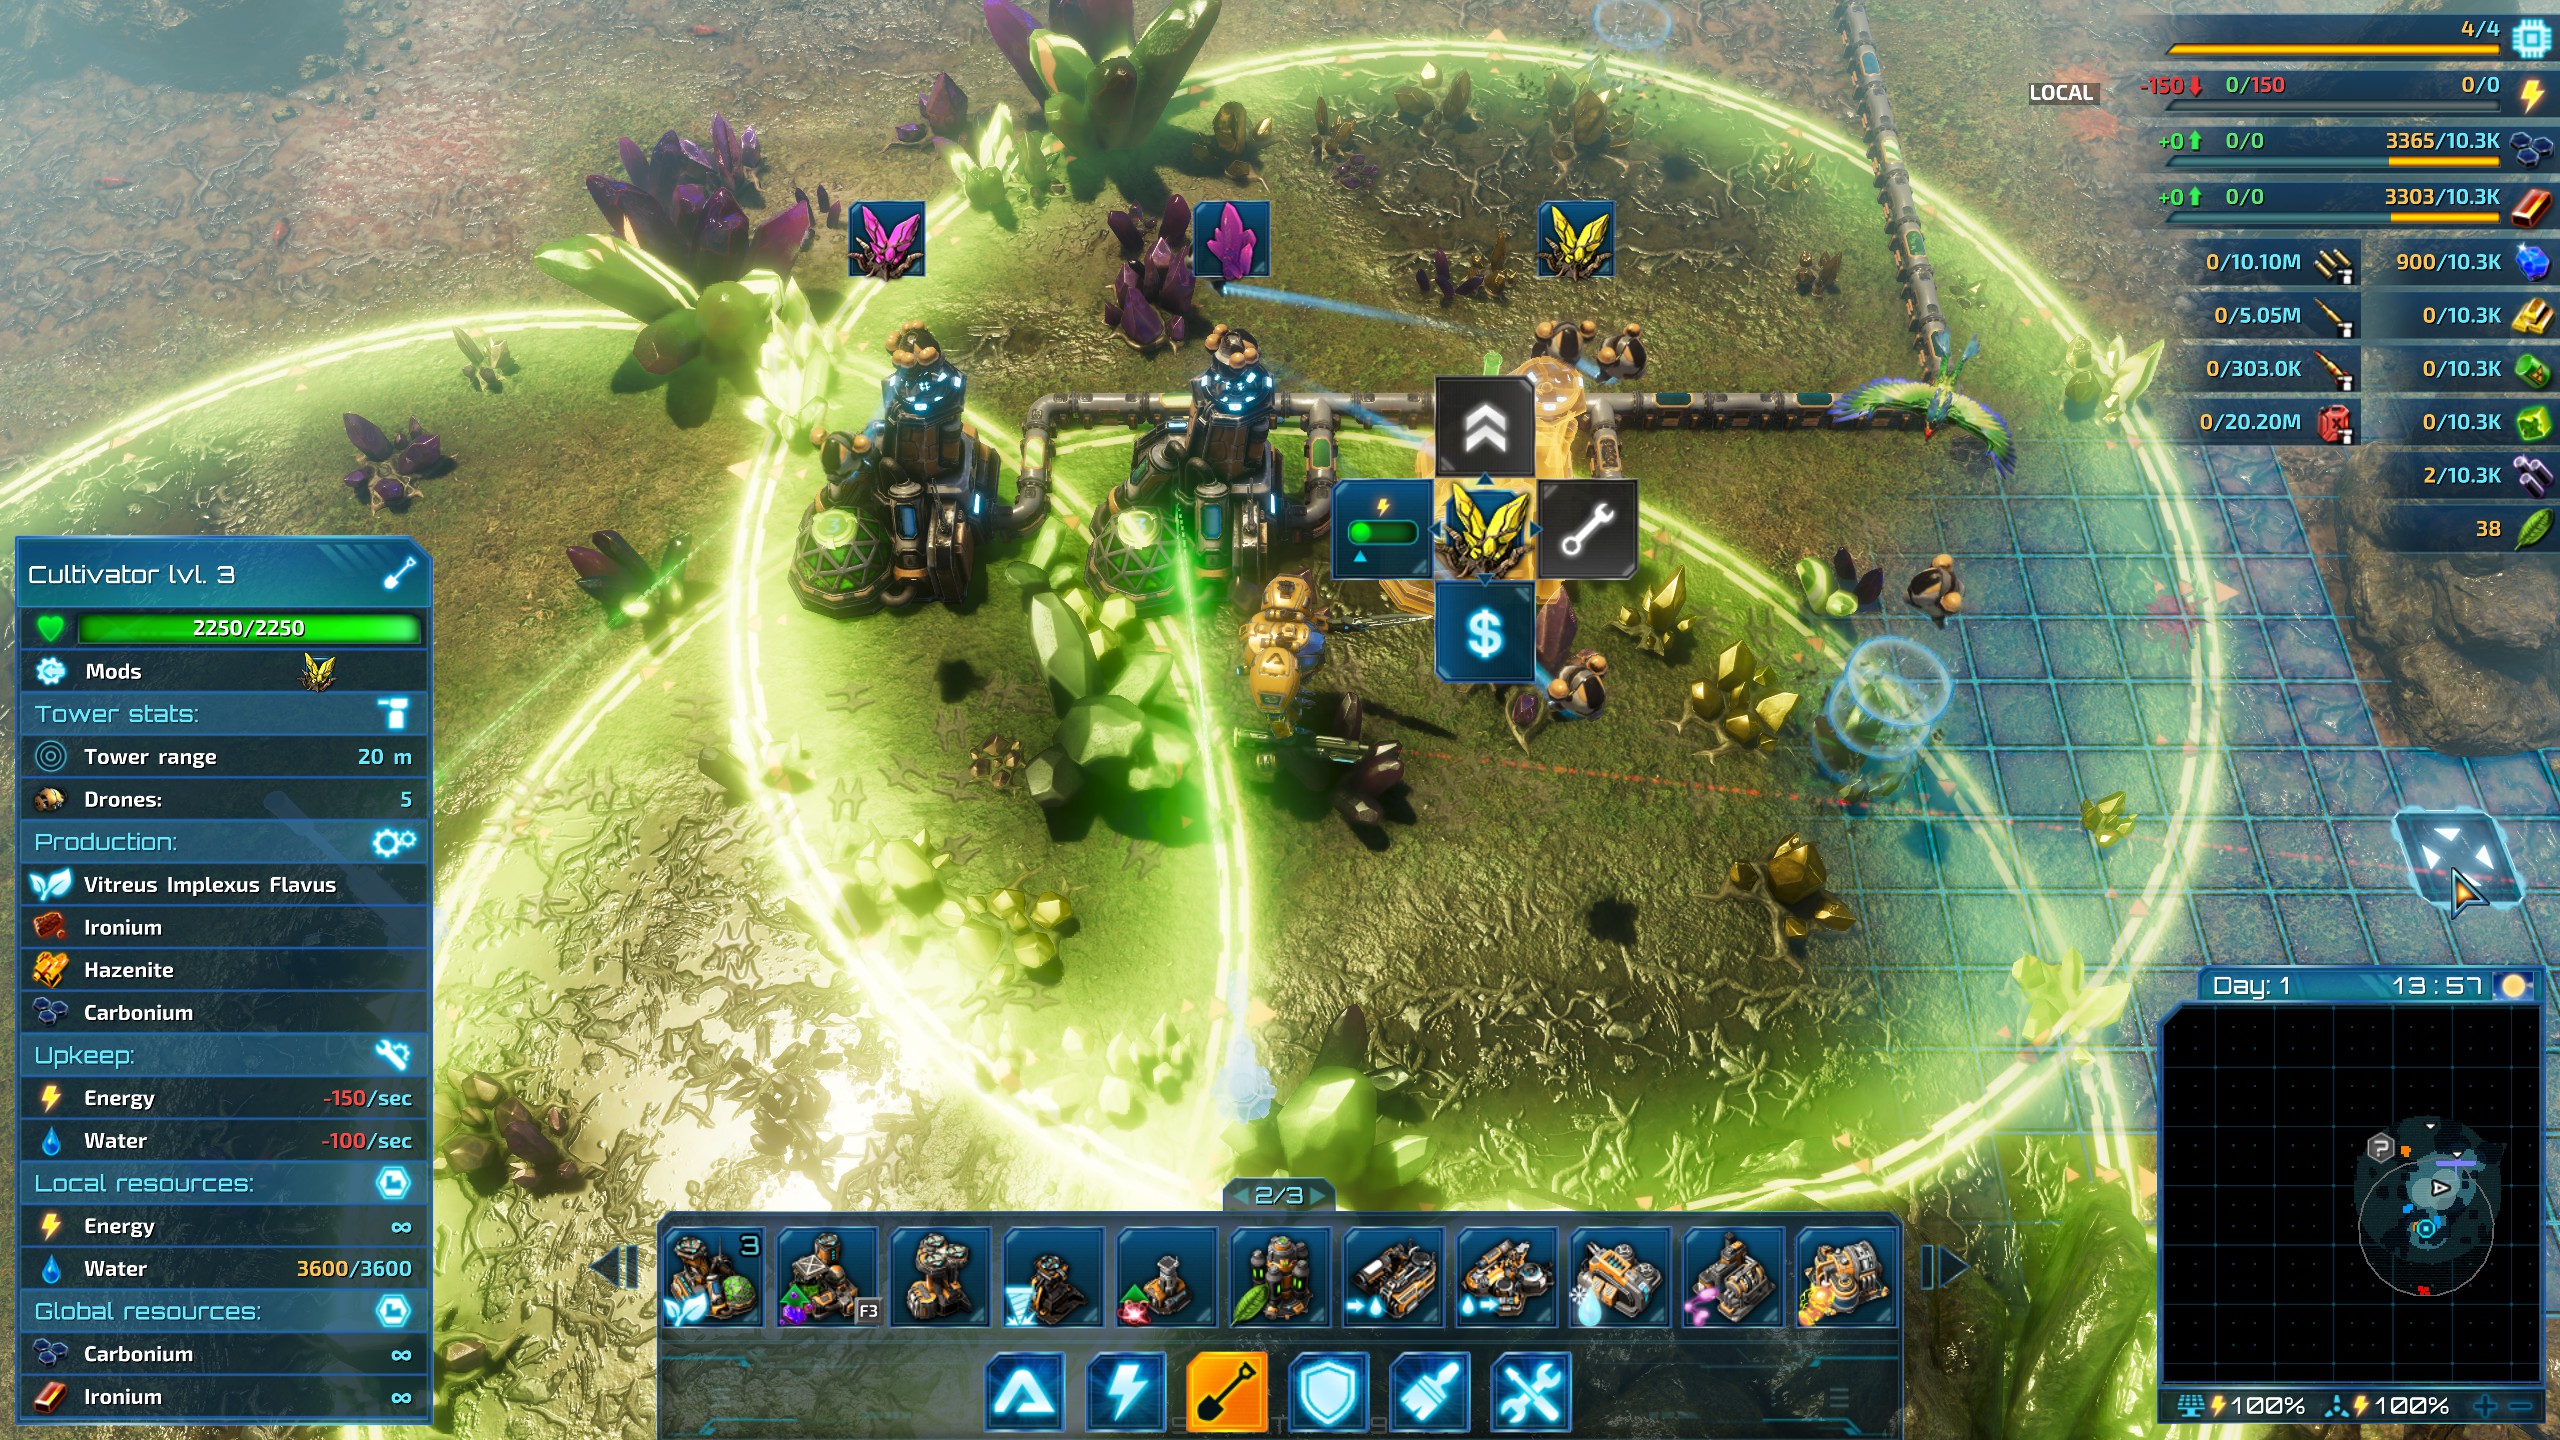 4/4
LOCAL
-150 0/150 0/0
+0 0/0 3365/10.3K
+0 0/0 3303/10.3K
0/10.10M 900/10.3K
0/5.05M 0/10.3K
0/303.0K 0/10.3K
0/20.20M 0/10.3K
2/10.3K
38
3
3
Cultivator lvl. 3
2250/2250
Mods
Tower stats:
Tower range 20 m
Drones: 5
Production:
Vitreus Implexus Flavus
Ironium
Hazenite
Carbonium
Upkeep:
Energy -150/sec
Water -100/sec
Local resources:
Energy ∞
Water 3600/3600
Global resources:
Carbonium ∞
Ironium ∞
$
2/3
3
F3
Day: 1 13:57
?
100% 100%